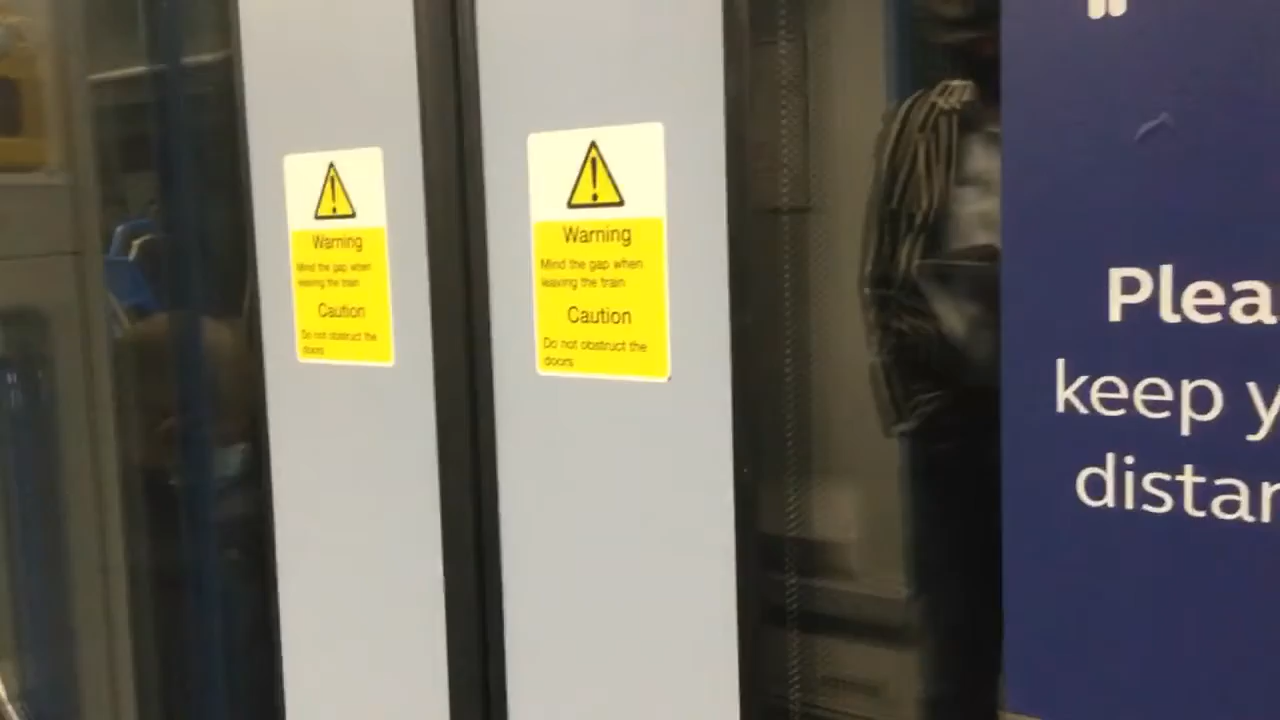 Warning
Mind the gap when
leaving the train
Caution
Do not obstruct the
doors
Warning
Mind the gap when
leaving the train
Caution
Do not obstruct the
doors
Plea
keep y
distan